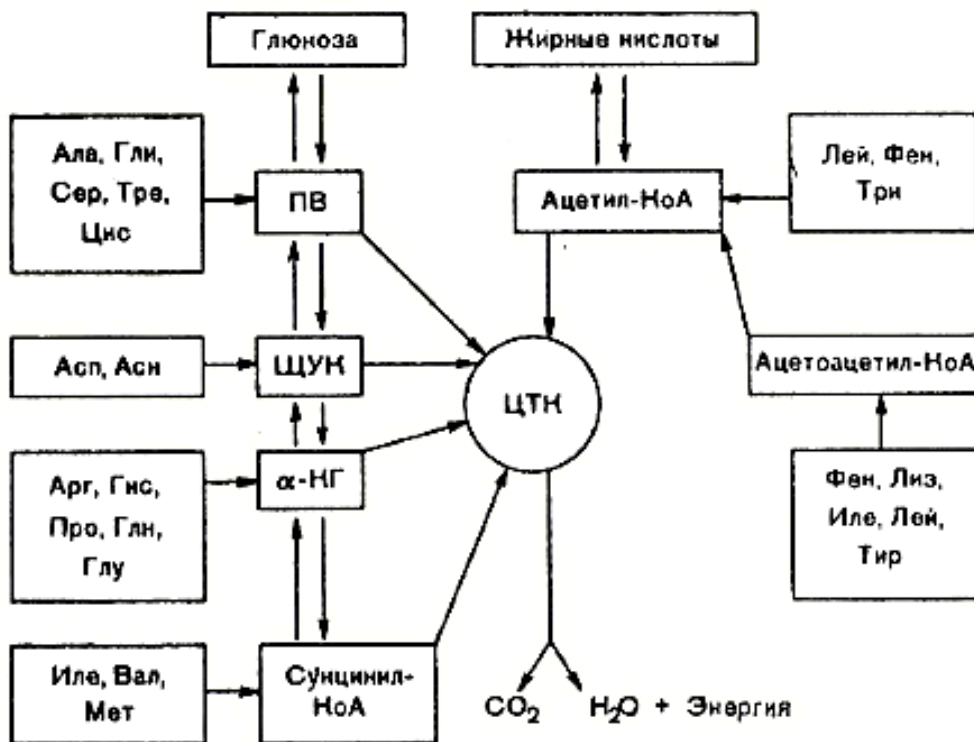 Глюкоза
Жирные кислоты
Ала, Гли,
Сер, Тре,
Цис
ПВ
Ацетил-КоА
Лей, Фен,
Три
Асп, Асн
ЩУК
ЦТК
Ацетоацетил-КоА
Арг, Гис,
Про, Глн,
Глу
α-КГ
Фен, Лиз,
Иле, Лей,
Тир
Иле, Вал,
Мет
Сукцинил-
КоА
CO₂
H₂O + Энергия